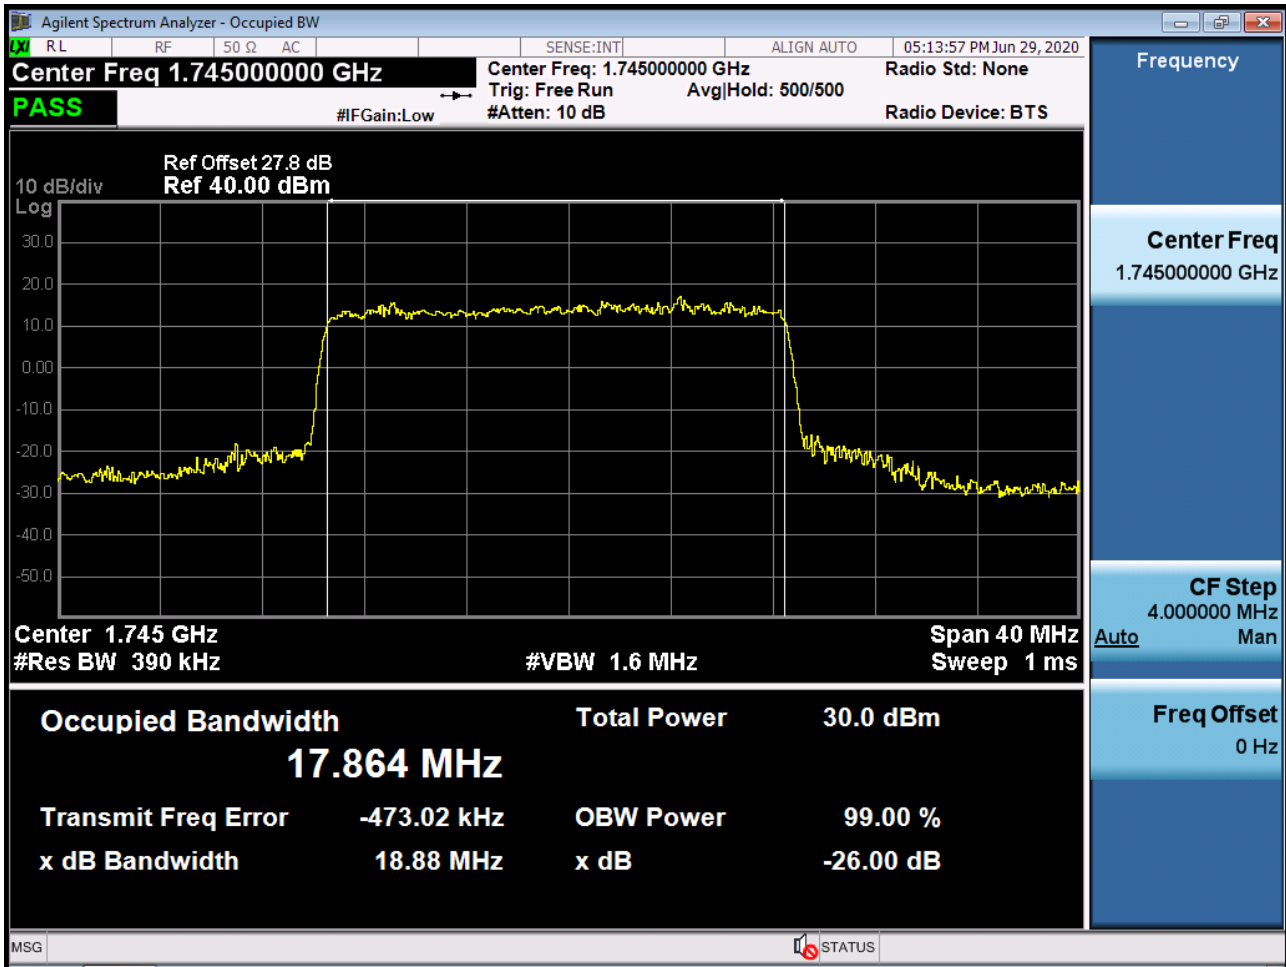 Agilent Spectrum Analyzer - Occupied BW
LXI RL RF 50 Ω AC SENSE:INT ALIGN AUTO 05:13:57 PM Jun 29, 2020
Center Freq 1.745000000 GHz
PASS
#IFGain:Low
Center Freq: 1.745000000 GHz
Trig: Free Run Avg|Hold: 500/500
#Atten: 10 dB
Radio Std: None
Radio Device: BTS
Ref Offset 27.8 dB
10 dB/div Ref 40.00 dBm
Log
30.0
20.0
10.0
0.00
-10.0
-20.0
-30.0
-40.0
-50.0
Center 1.745 GHz Span 40 MHz
#Res BW 390 kHz #VBW 1.6 MHz Sweep 1 ms
Occupied Bandwidth Total Power 30.0 dBm
17.864 MHz
Transmit Freq Error -473.02 kHz OBW Power 99.00 %
x dB Bandwidth 18.88 MHz x dB -26.00 dB
Frequency
Center Freq
1.745000000 GHz
CF Step
4.000000 MHz
Auto Man
Freq Offset
0 Hz
MSG STATUS